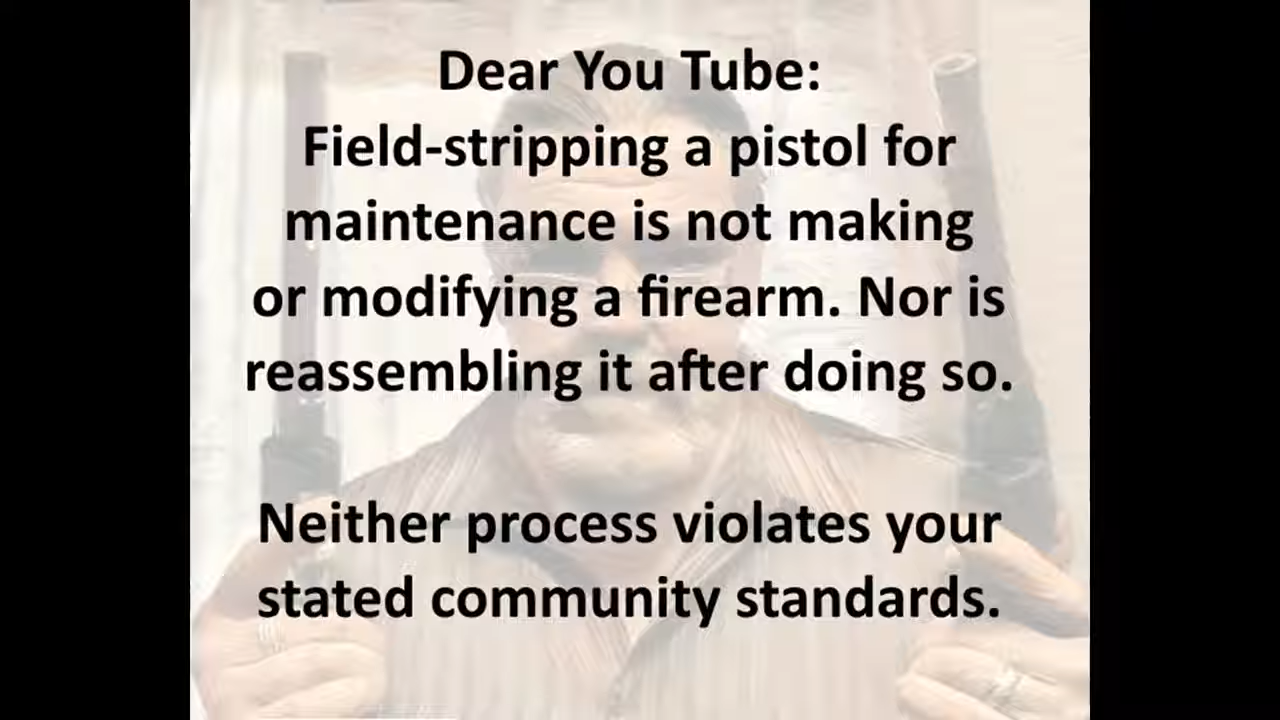 Dear You Tube:
Field-stripping a pistol for
maintenance is not making
or modifying a firearm. Nor is
reassembling it after doing so.
Neither process violates your
stated community standards.